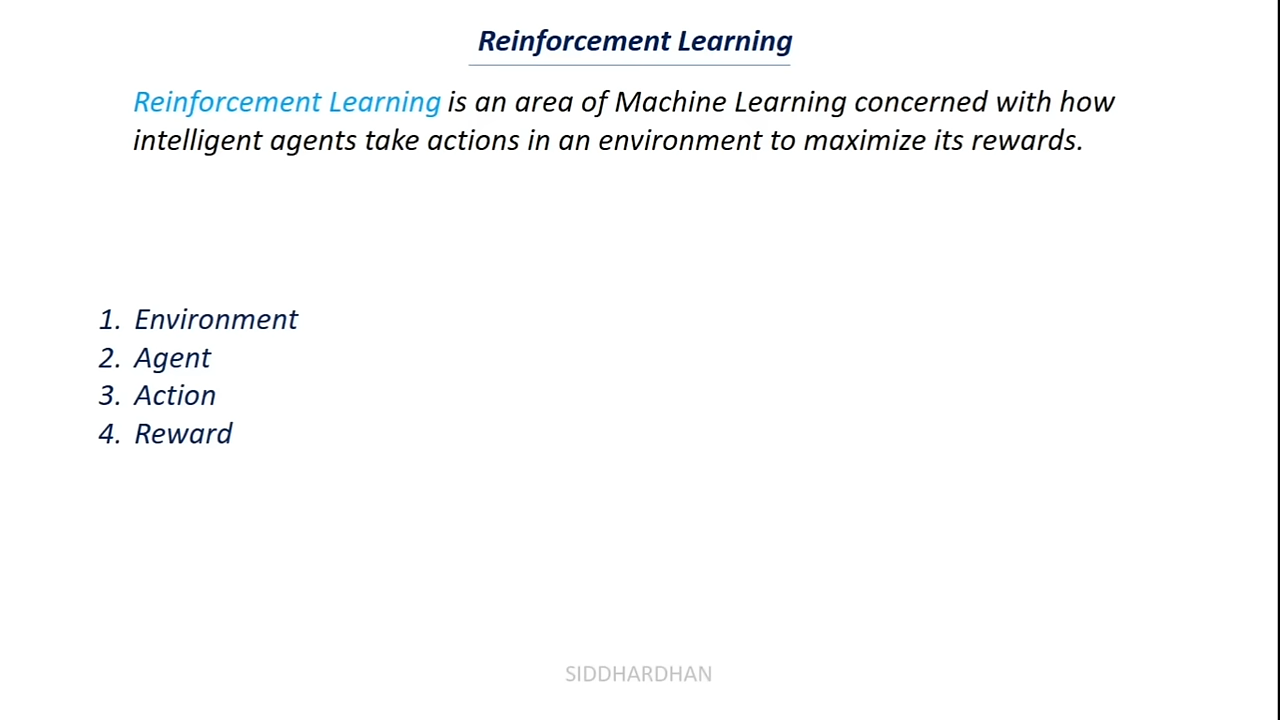 Reinforcement Learning
Reinforcement Learning is an area of Machine Learning concerned with how
intelligent agents take actions in an environment to maximize its rewards.
1. Environment
2. Agent
3. Action
4. Reward
SIDDHARDHAN